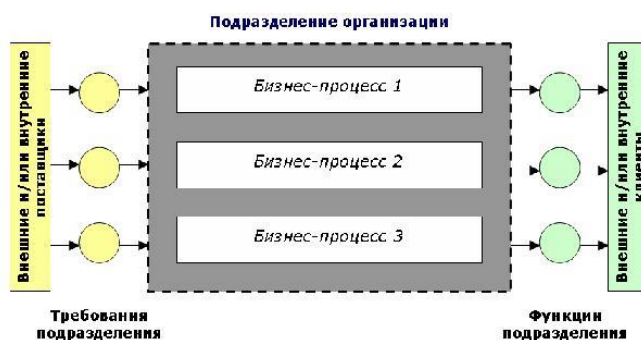 Подразделение организации
Внешние и/или внутренние
поставщики
Бизнес-процесс 1
Бизнес-процесс 2
Бизнес-процесс 3
Внешние и/или внутренние
клиенты
Требования
подразделения
Функции
подразделения